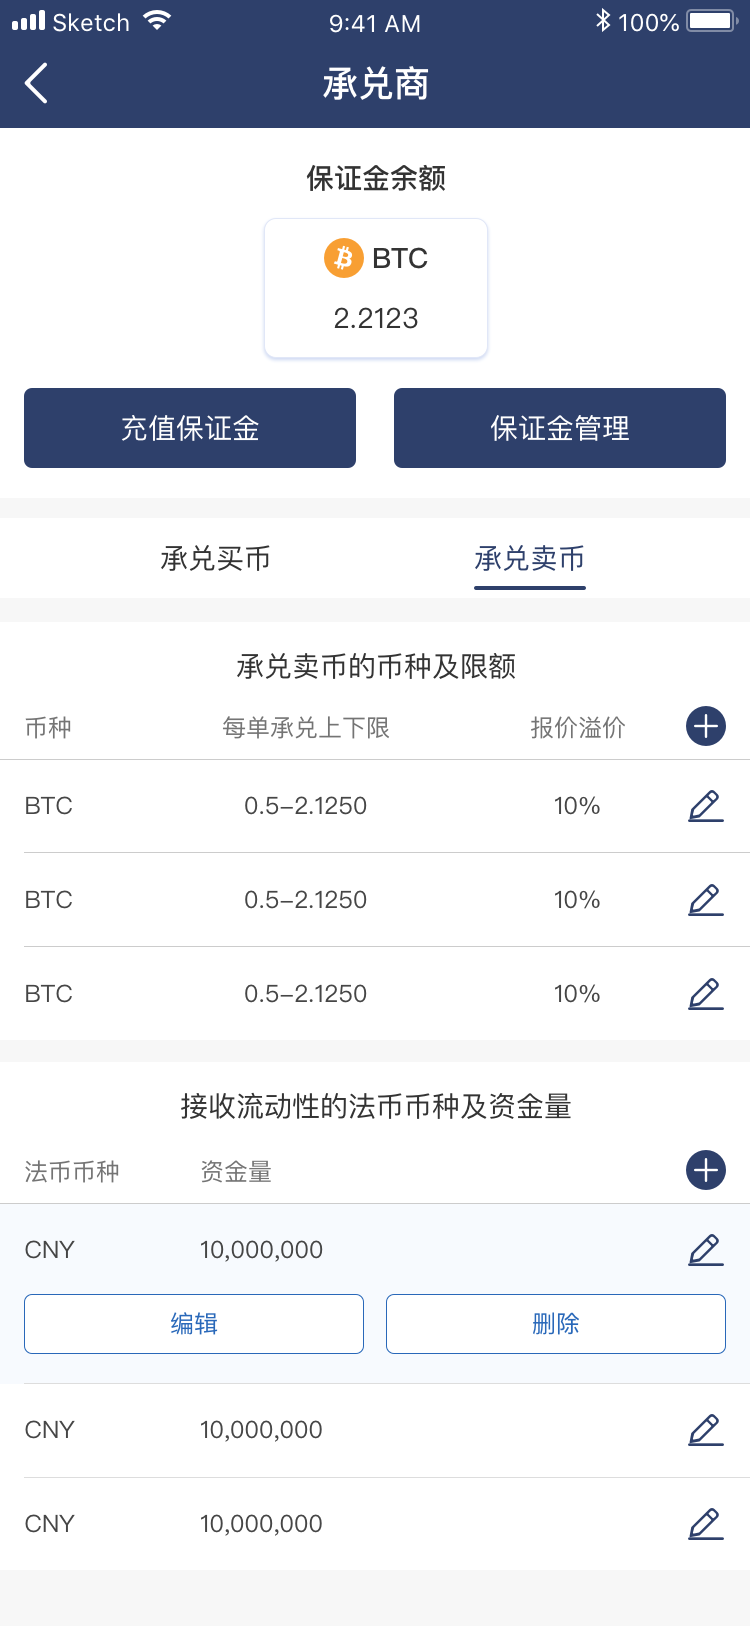 Sketch 9:41 AM 100%
承兑商
保证金余额
BTC
2.2123
充值保证金 保证金管理
承兑买币 承兑卖币
承兑卖币的币种及限额
币种 每单承兑上下限 报价溢价
BTC 0.5–2.1250 10%
BTC 0.5–2.1250 10%
BTC 0.5–2.1250 10%
接收流动性的法币币种及资金量
法币币种 资金量
CNY 10,000,000
编辑 删除
CNY 10,000,000
CNY 10,000,000